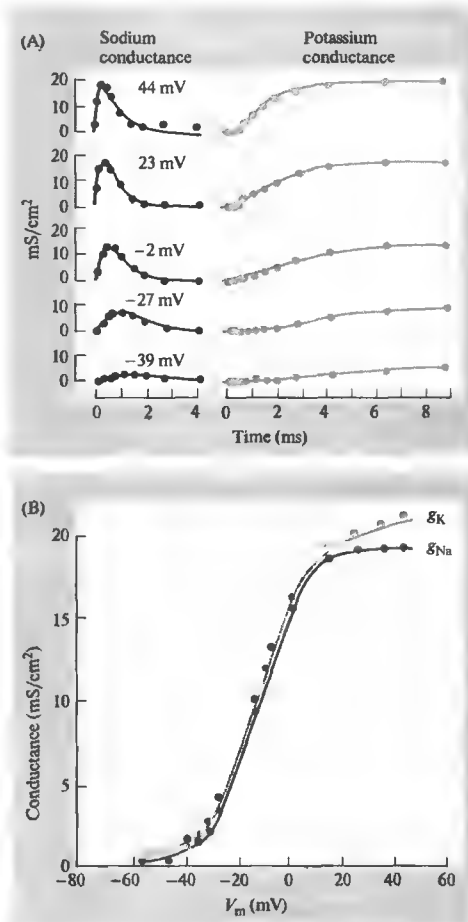 (A)
Sodium conductance
Potassium conductance
20
10
0
44 mV
20
10
0
23 mV
20
10
0
−2 mV
10
0
−27 mV
10
0
−39 mV
mS/cm²
0 2 4
0 2 4 6 8
Time (ms)
(B)
20
15
10
5
0
Conductance (mS/cm²)
gK
gNa
−80 −60 −40 −20 0 20 40 60
Vm (mV)